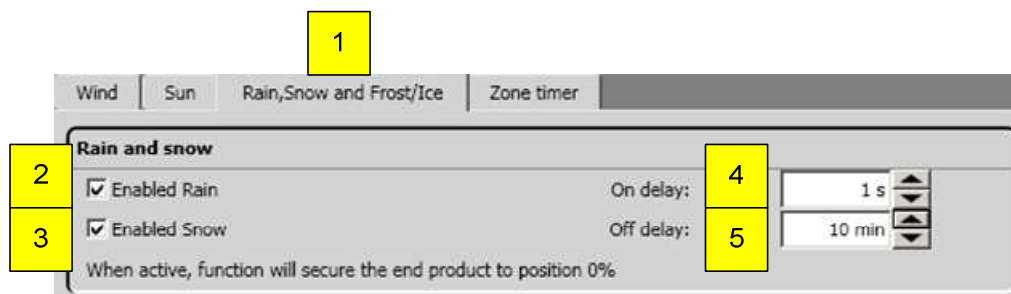 1
Wind Sun Rain,Snow and Frost/Ice Zone timer
Rain and snow
2 Enabled Rain On delay: 4 1 s
3 Enabled Snow Off delay: 5 10 min
When active, function will secure the end product to position 0%